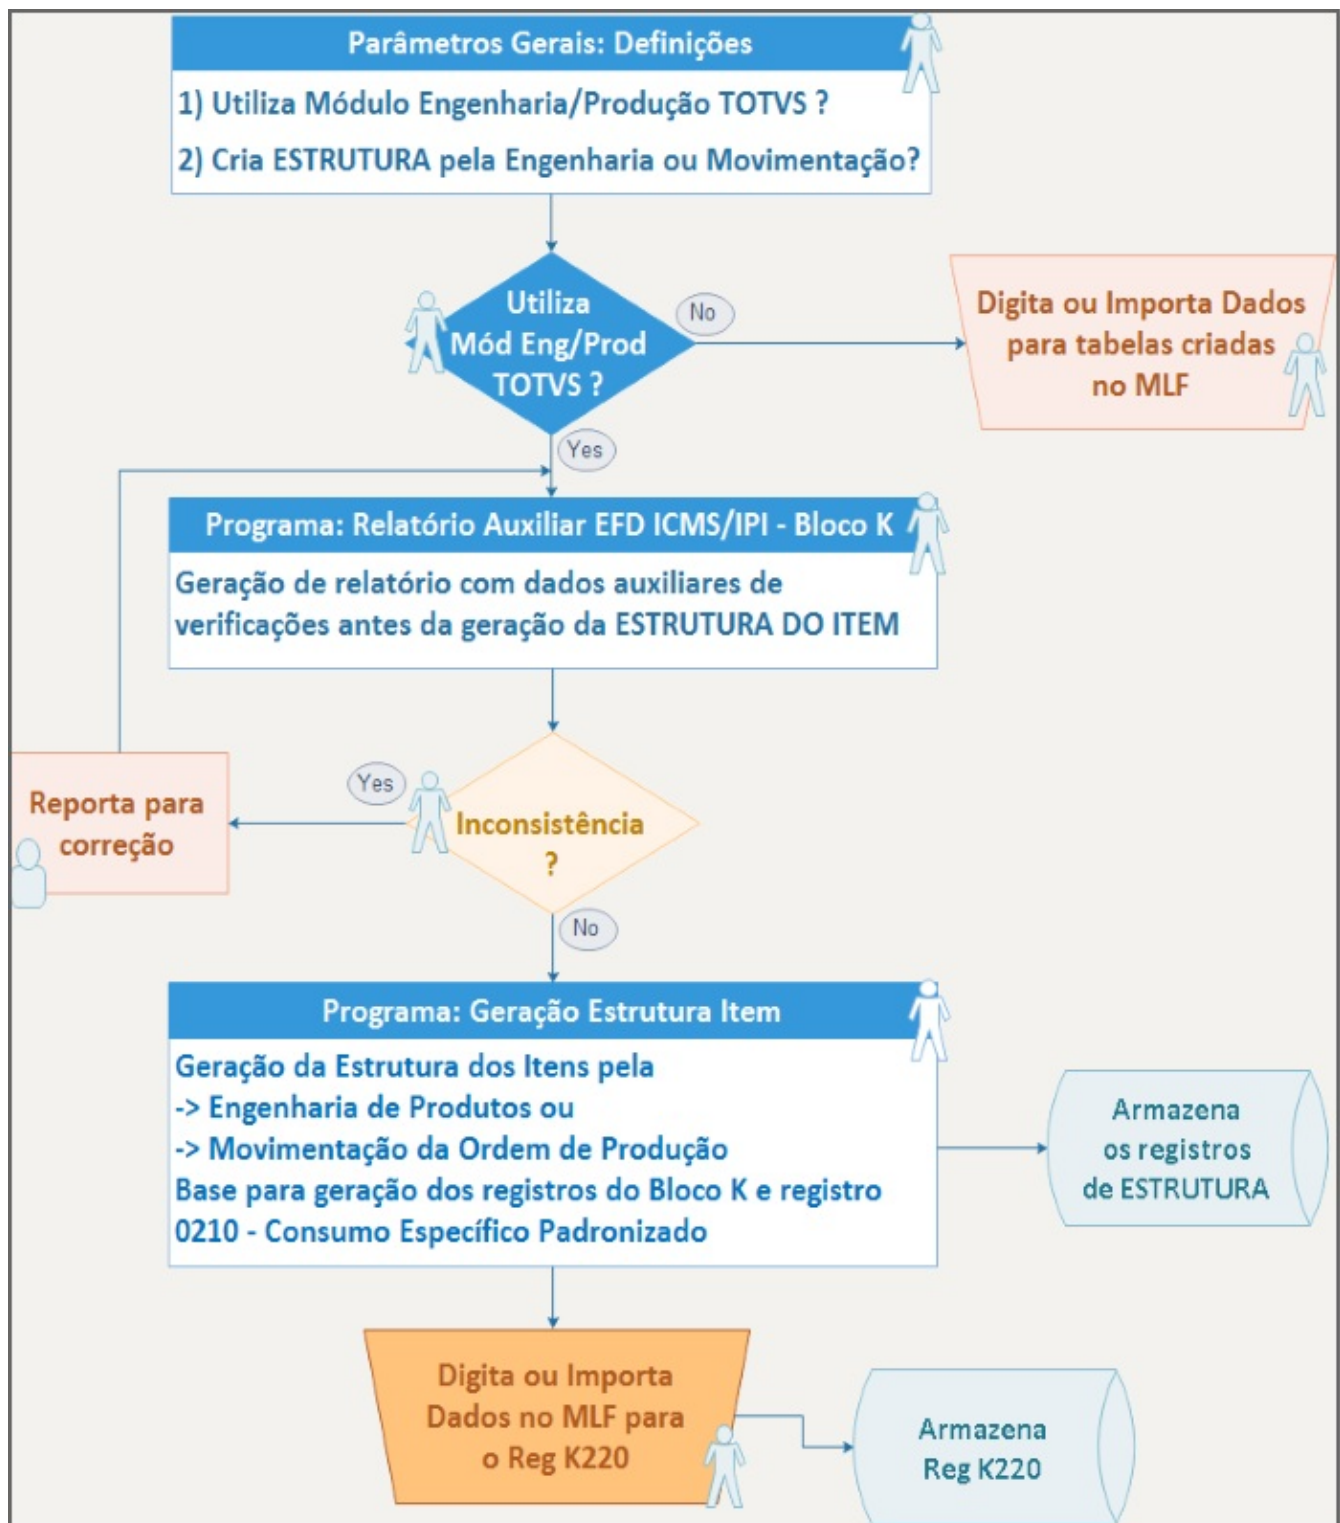 Parâmetros Gerais: Definições
1) Utiliza Módulo Engenharia/Produção TOTVS ?
2) Cria ESTRUTURA pela Engenharia ou Movimentação?
Utiliza
Mód Eng/Prod
TOTVS ?
No
Digita ou Importa Dados
para tabelas criadas
no MLF
Yes
Programa: Relatório Auxiliar EFD ICMS/IPI - Bloco K
Geração de relatório com dados auxiliares de
verificações antes da geração da ESTRUTURA DO ITEM
Inconsistência
?
Yes
Reporta para
correção
No
Programa: Geração Estrutura Item
Geração da Estrutura dos Itens pela
-> Engenharia de Produtos ou
-> Movimentação da Ordem de Produção
Base para geração dos registros do Bloco K e registro
0210 - Consumo Específico Padronizado
Armazena
os registros
de ESTRUTURA
Digita ou Importa
Dados no MLF para
o Reg K220
Armazena
Reg K220